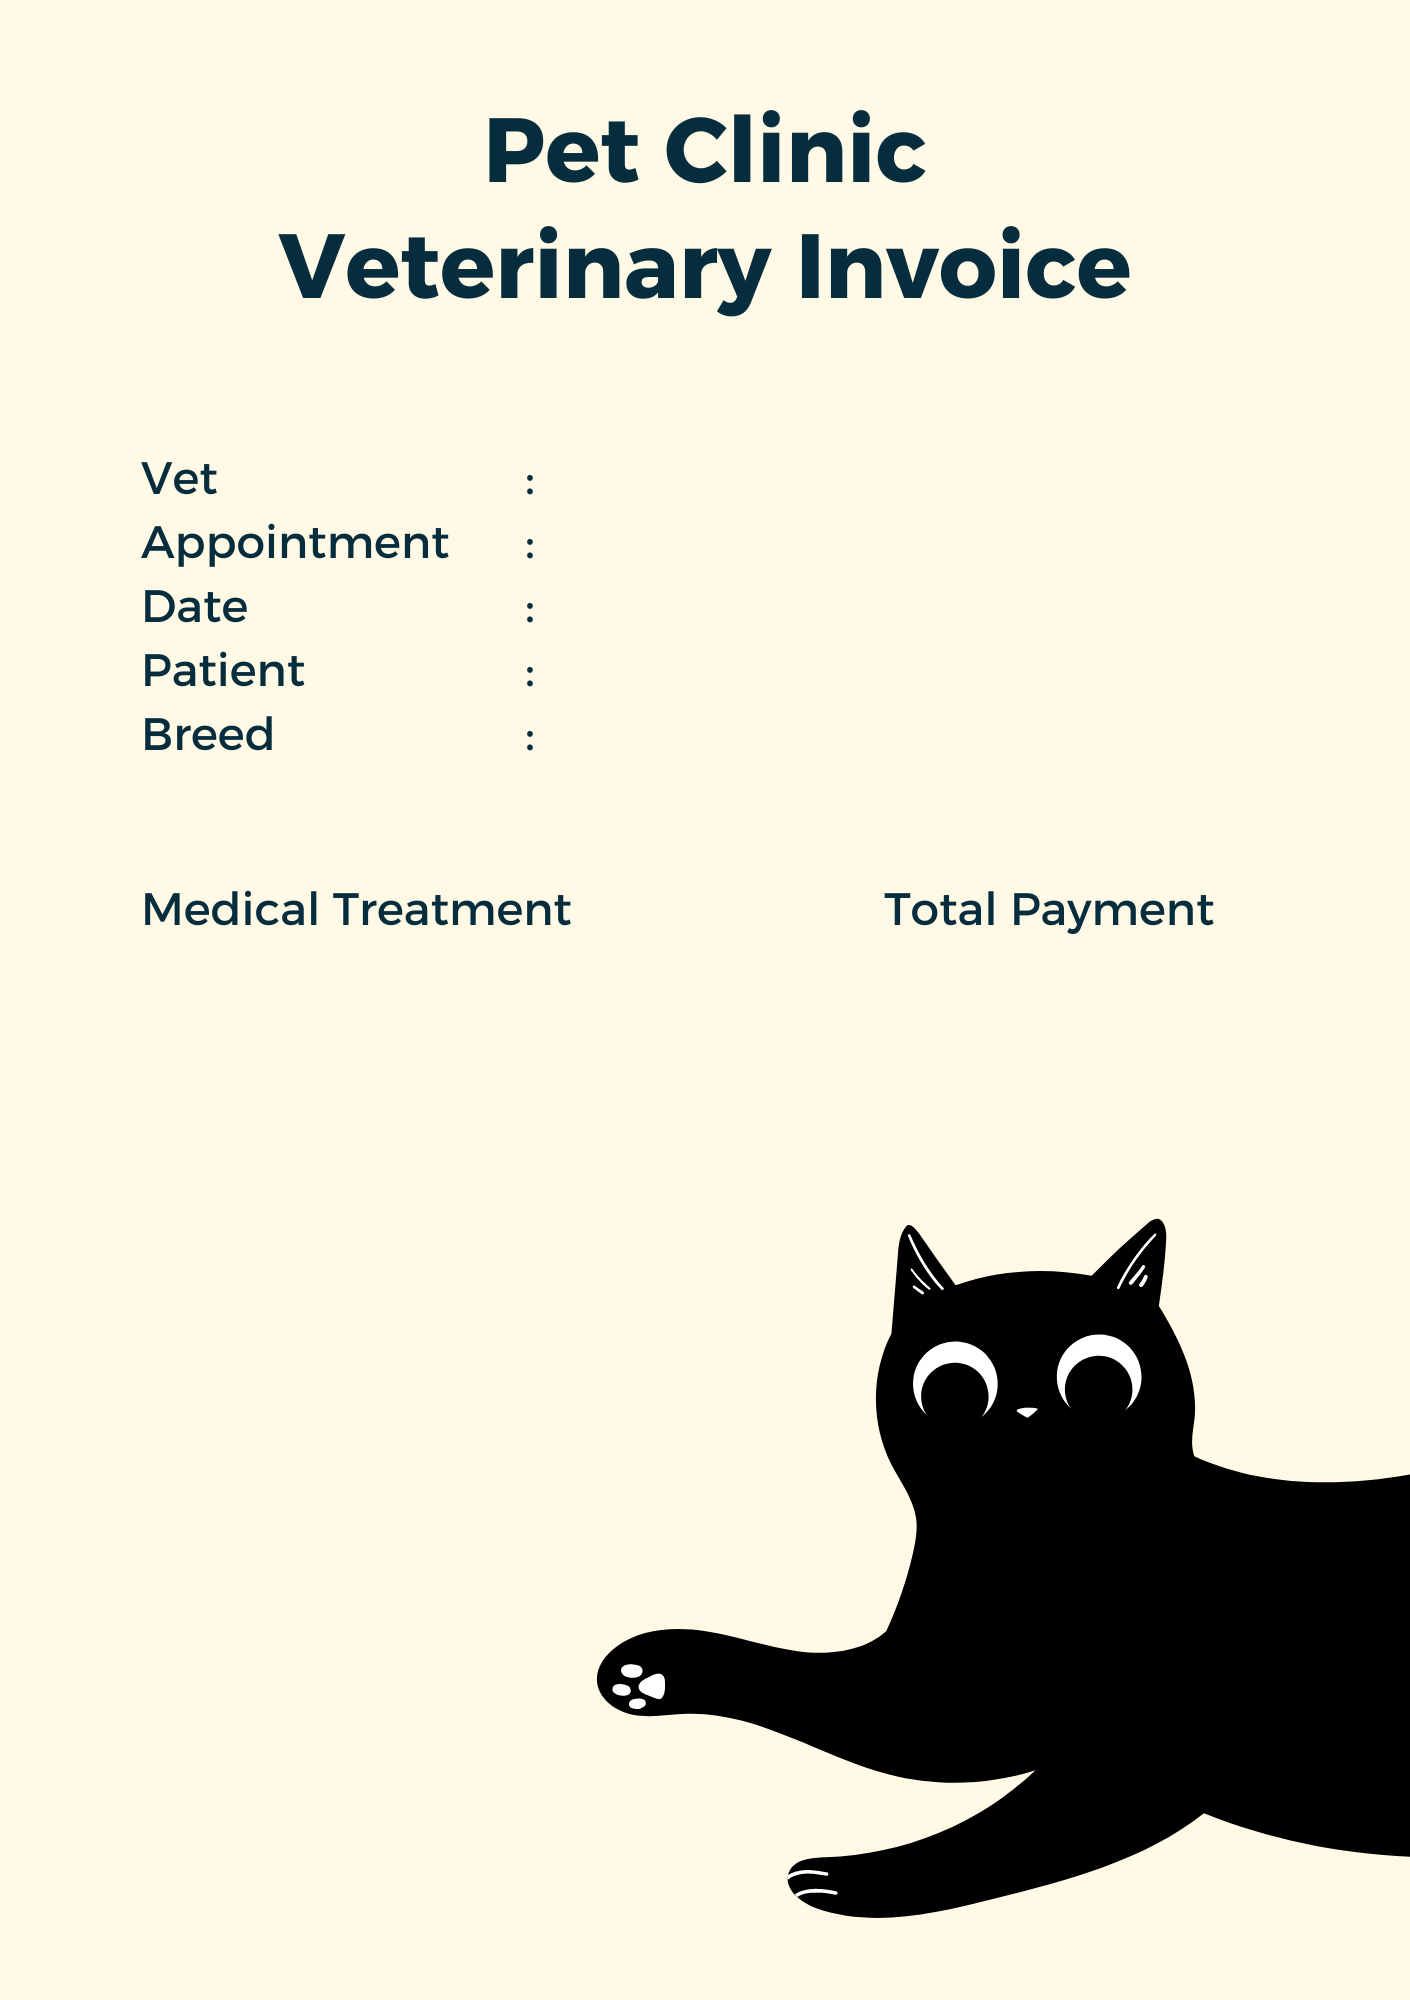 Pet Clinic
Veterinary Invoice
Vet :
Appointment :
Date :
Patient :
Breed :
Medical Treatment Total Payment